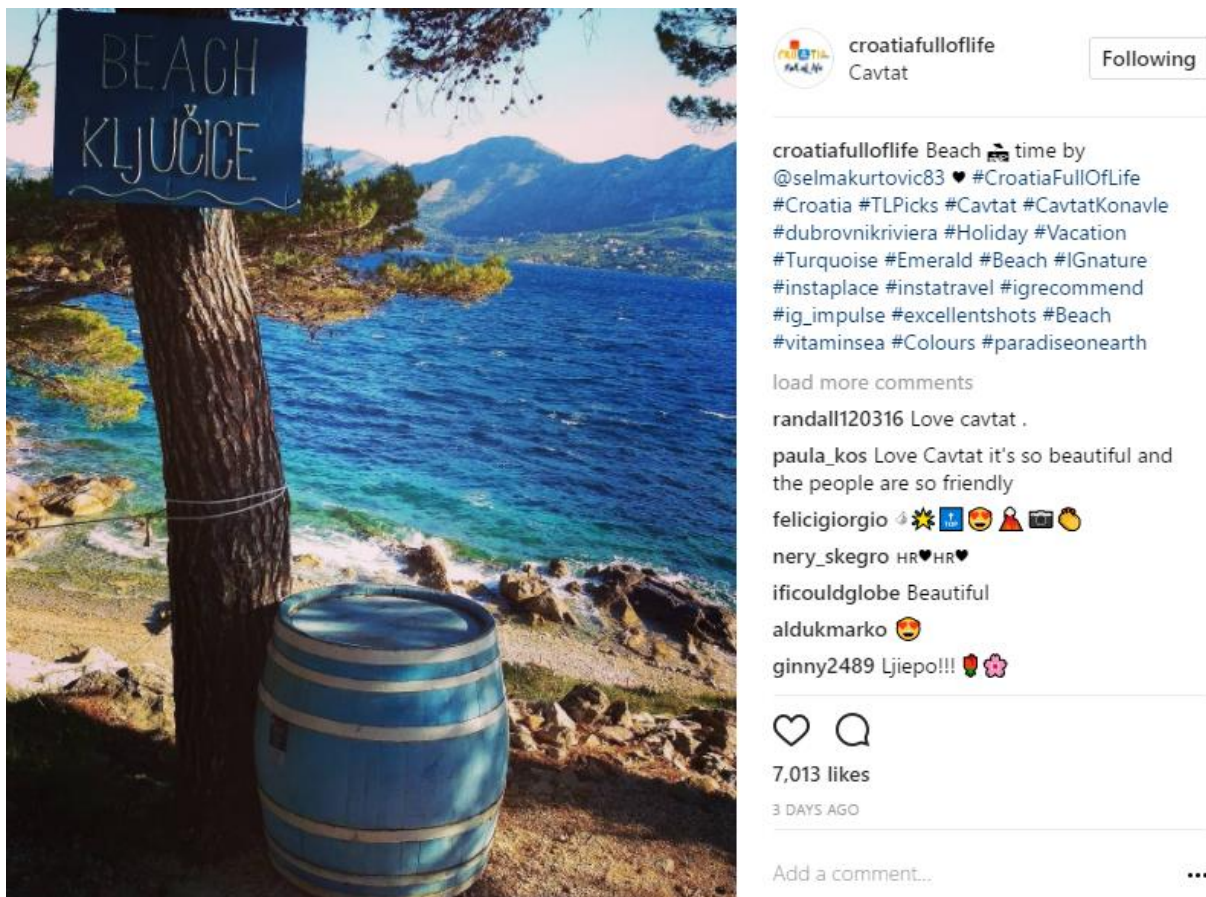 BEACH
KLJUČICE
croatiafulloflife
Cavtat
Following
croatiafulloflife Beach 🏊 time by
@selmakurtovic83 ♥ #CroatiaFullOfLife
#Croatia #TLPicks #Cavtat #CavtatKonavle
#dubrovnikriviera #Holiday #Vacation
#Turquoise #Emerald #Beach #IGnature
#instaplace #instatravel #igrecommend
#ig_impulse #excellentshots #Beach
#vitaminsea #Colours #paradiseonearth
load more comments
randall120316 Love cavtat .
paula_kos Love Cavtat it's so beautiful and
the people are so friendly
felicigiorgio ☄🌟🔝😍🌋📷👏
nery_skegro HR♥HR♥
ificouldglobe Beautiful
aldukmarko 😍
ginny2489 Ljiepo!!! 🌹🌸
7,013 likes
3 DAYS AGO
Add a comment...